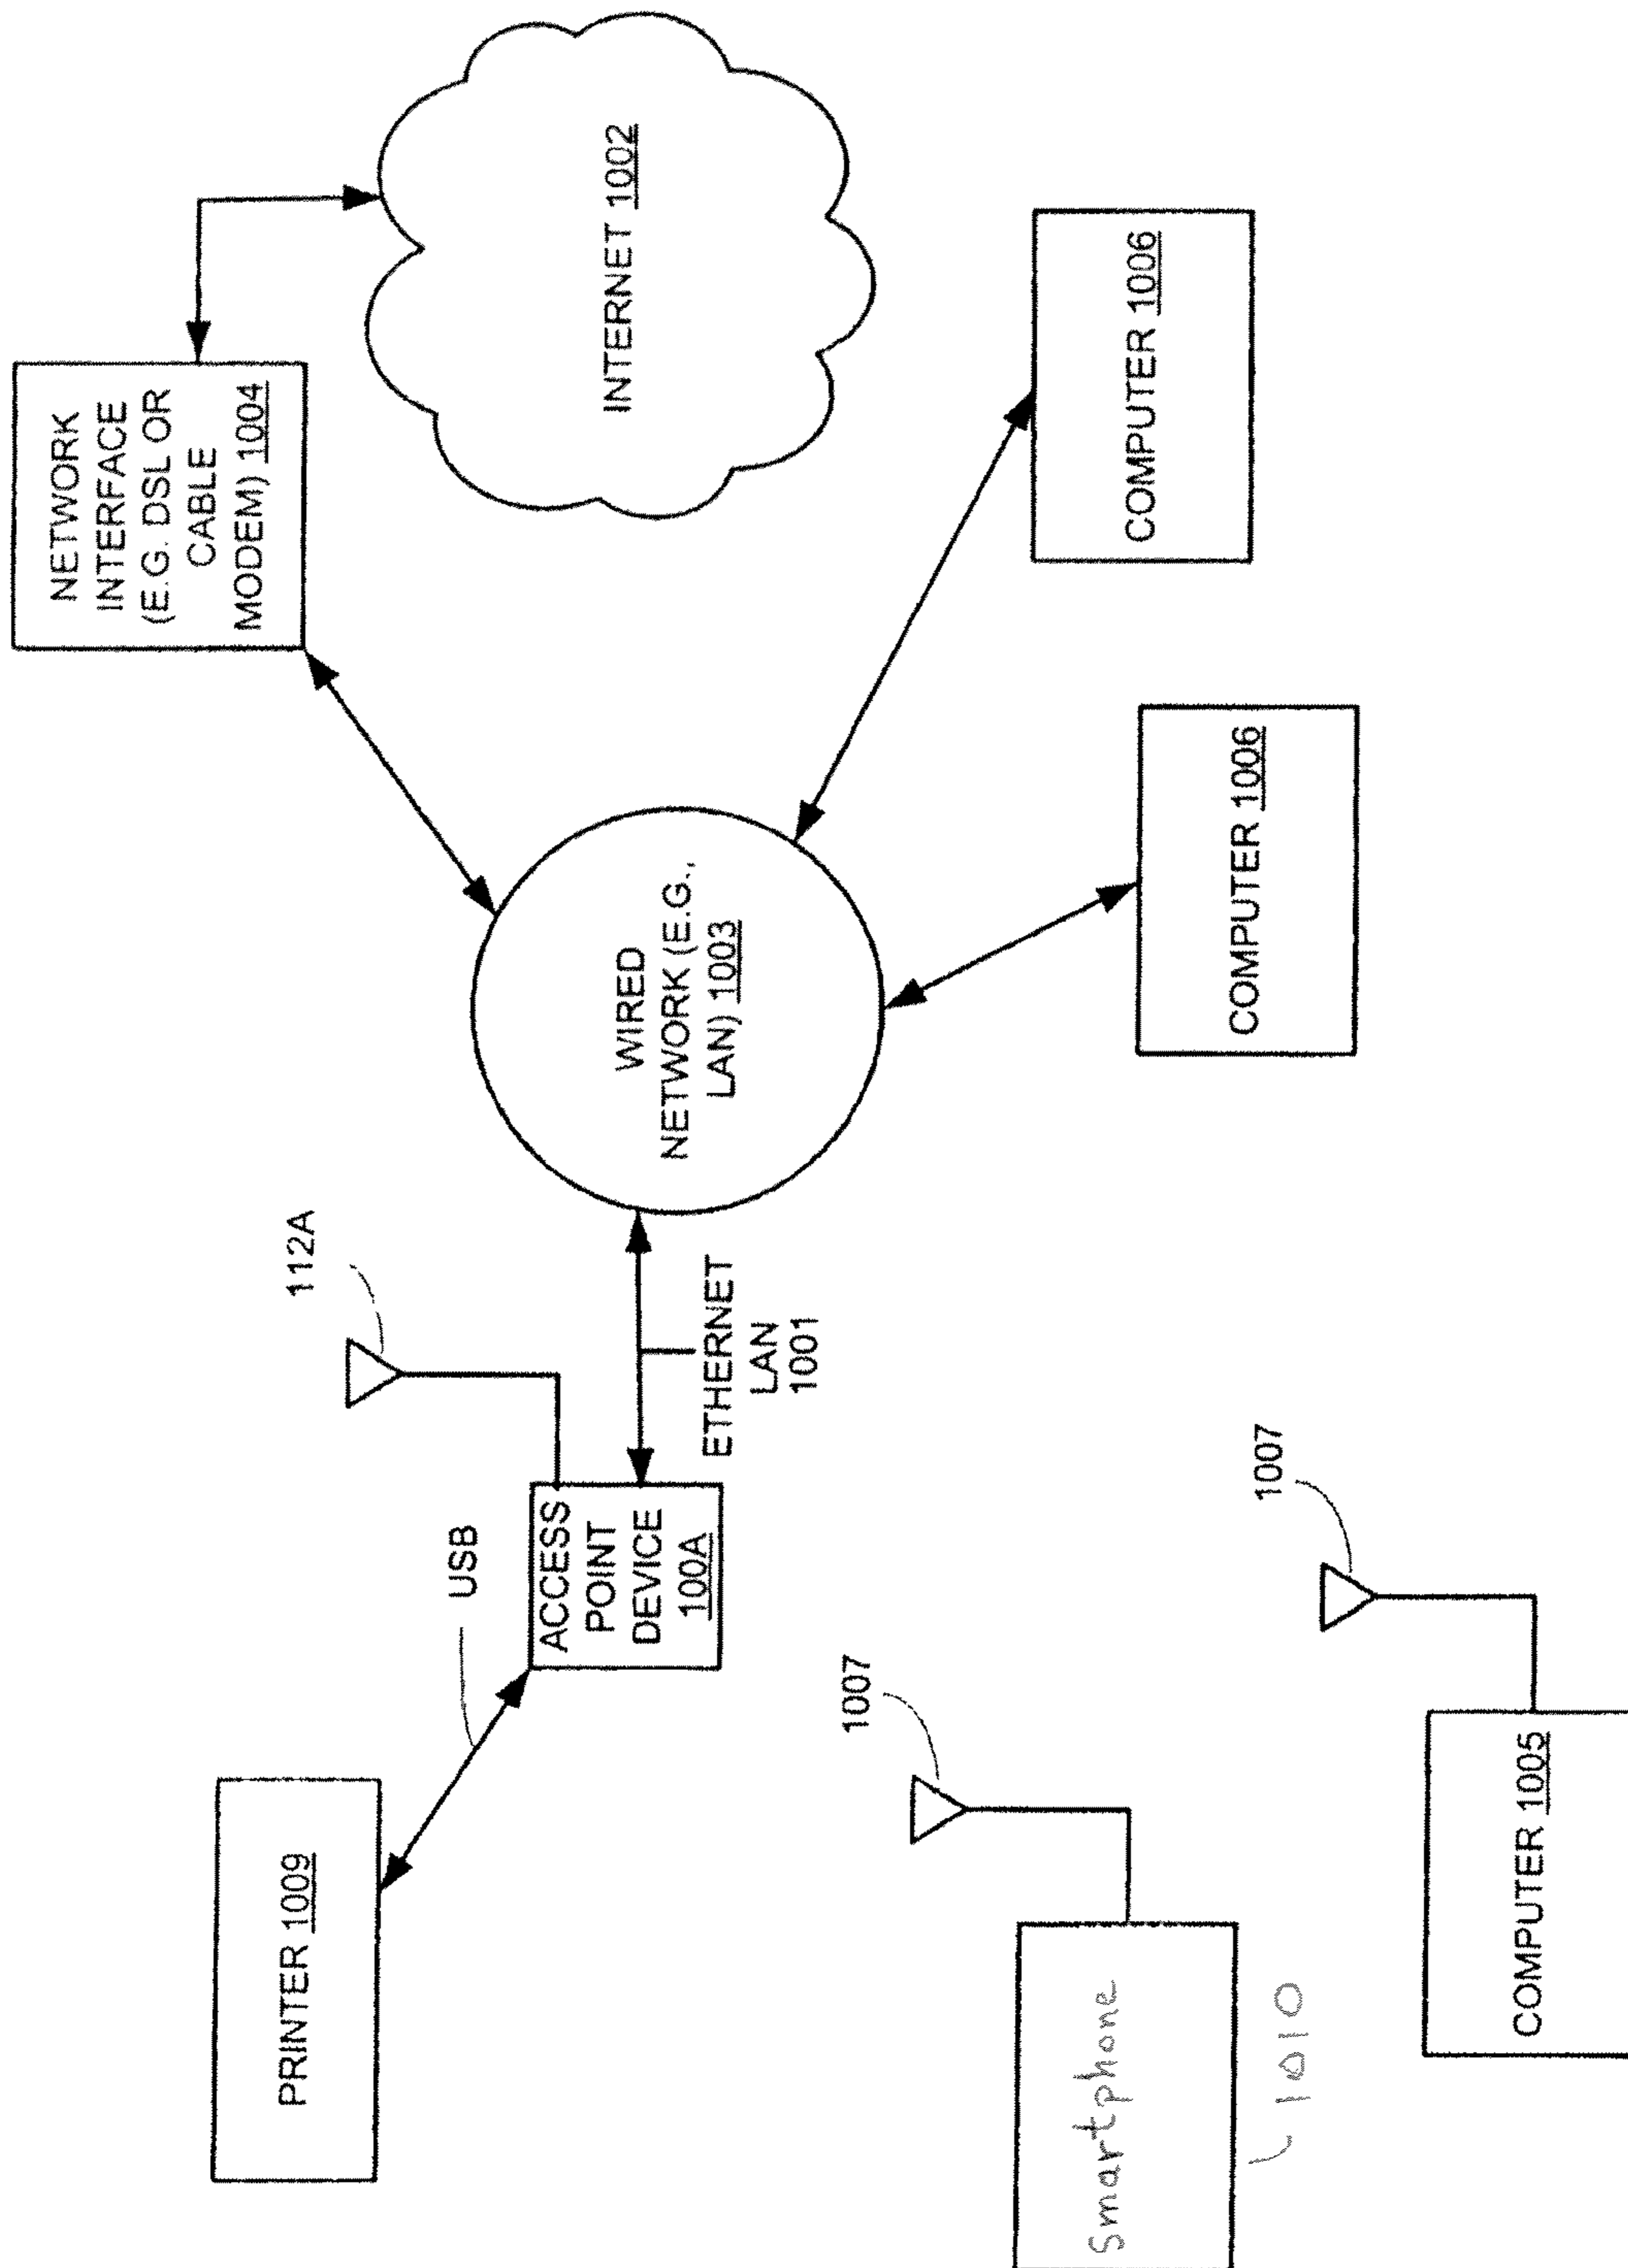 PRINTER 1009
USB
112A
ACCESS
POINT
DEVICE
100A
ETHERNET
LAN
1001
WIRED
NETWORK (E.G.,
LAN) 1003
NETWORK
INTERFACE
(E.G. DSL OR
CABLE
MODEM) 1004
INTERNET 1002
1007
Smartphone
1010
1007
COMPUTER 1005
COMPUTER 1006
COMPUTER 1006